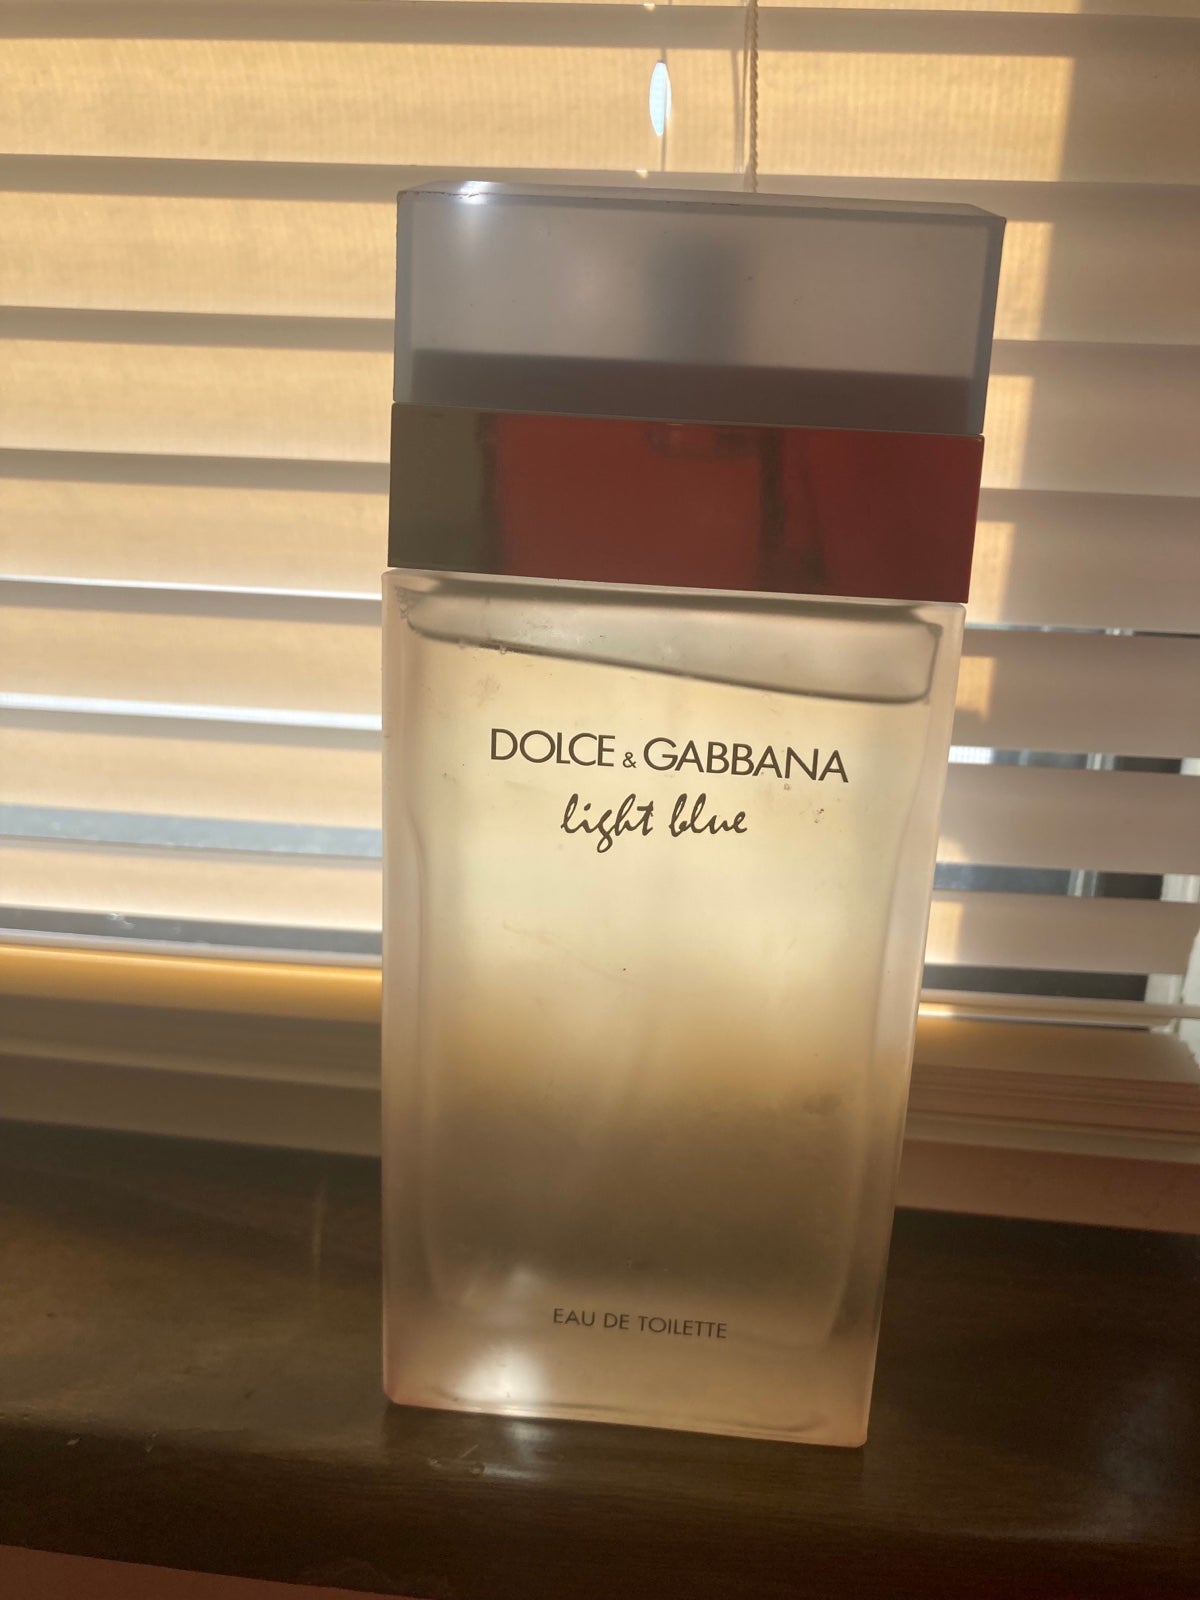 DOLCE & GABBANA
light blue
EAU DE TOILETTE